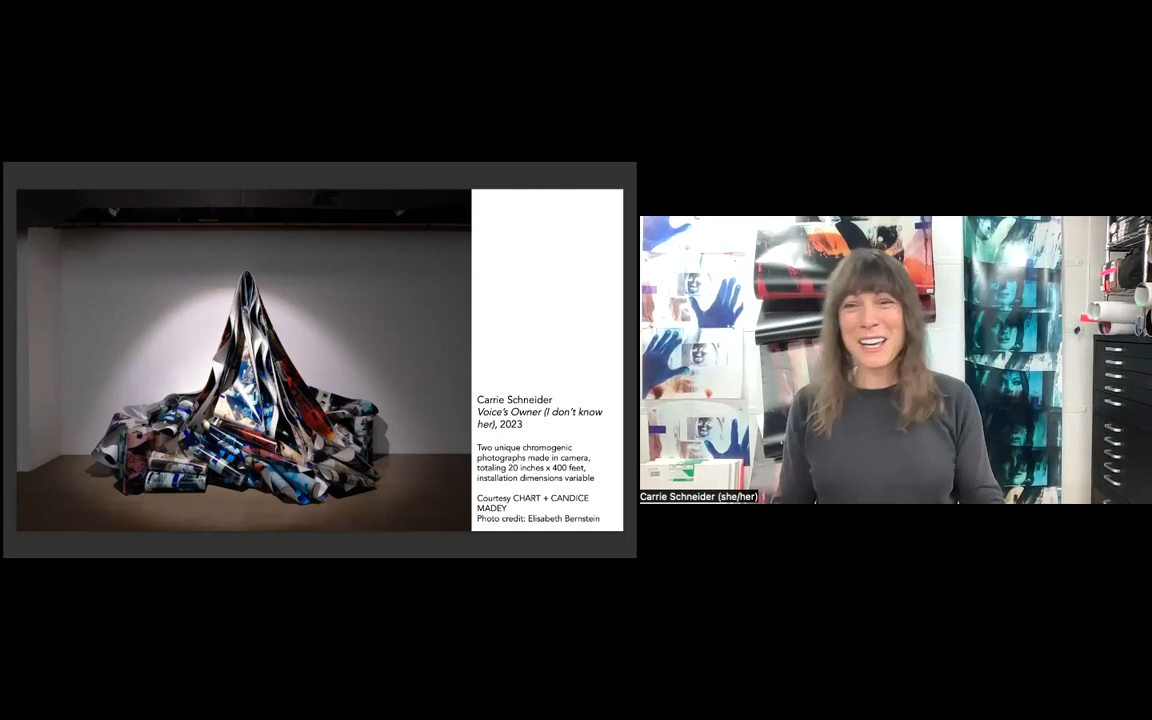 Carrie Schneider
Voice's Owner (I don't know
her), 2023
Two unique chromogenic
photographs made in camera,
totaling 20 inches x 400 feet,
installation dimensions variable
Courtesy CHART + CANDICE
MADEY
Photo credit: Elisabeth Bernstein
Carrie Schneider (she/her)